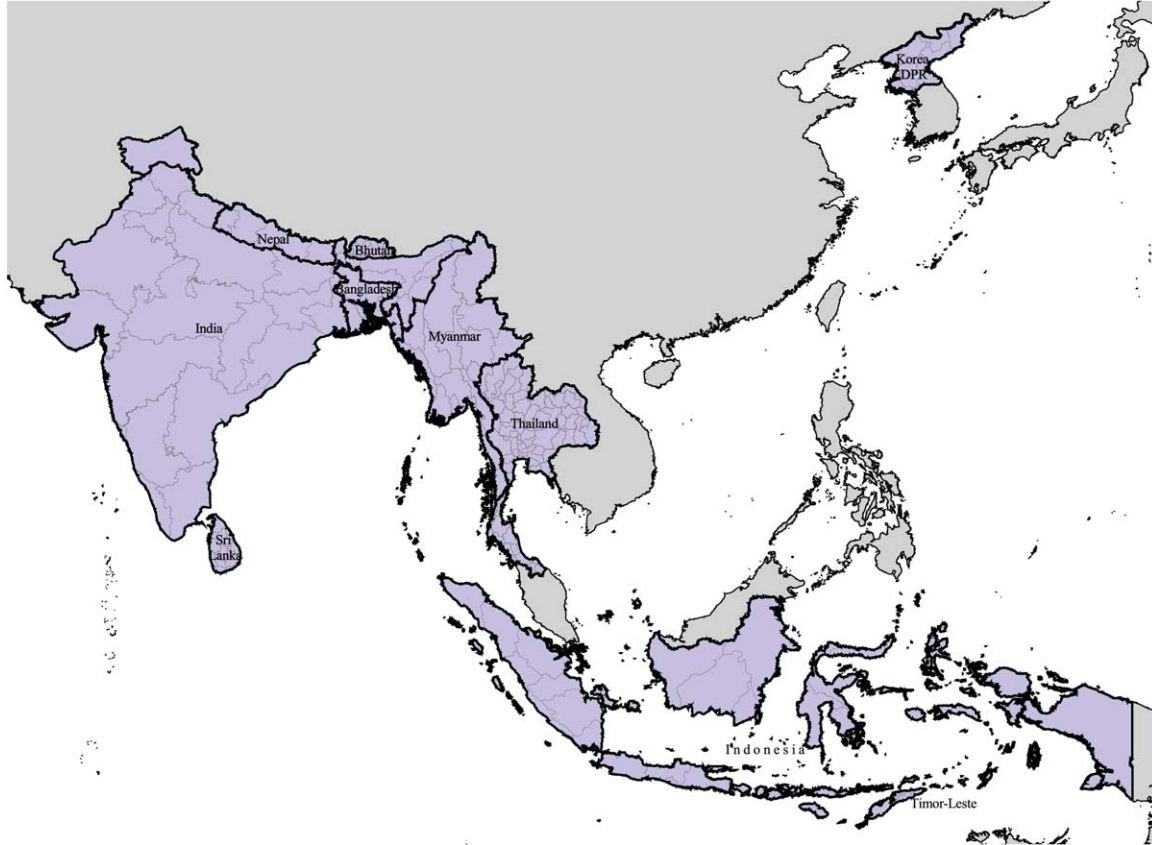 Korea
DPR
Nepal
Bhutan
Bangladesh
India
Myanmar
Thailand
Sri
Lanka
Indonesia
Timor-Leste